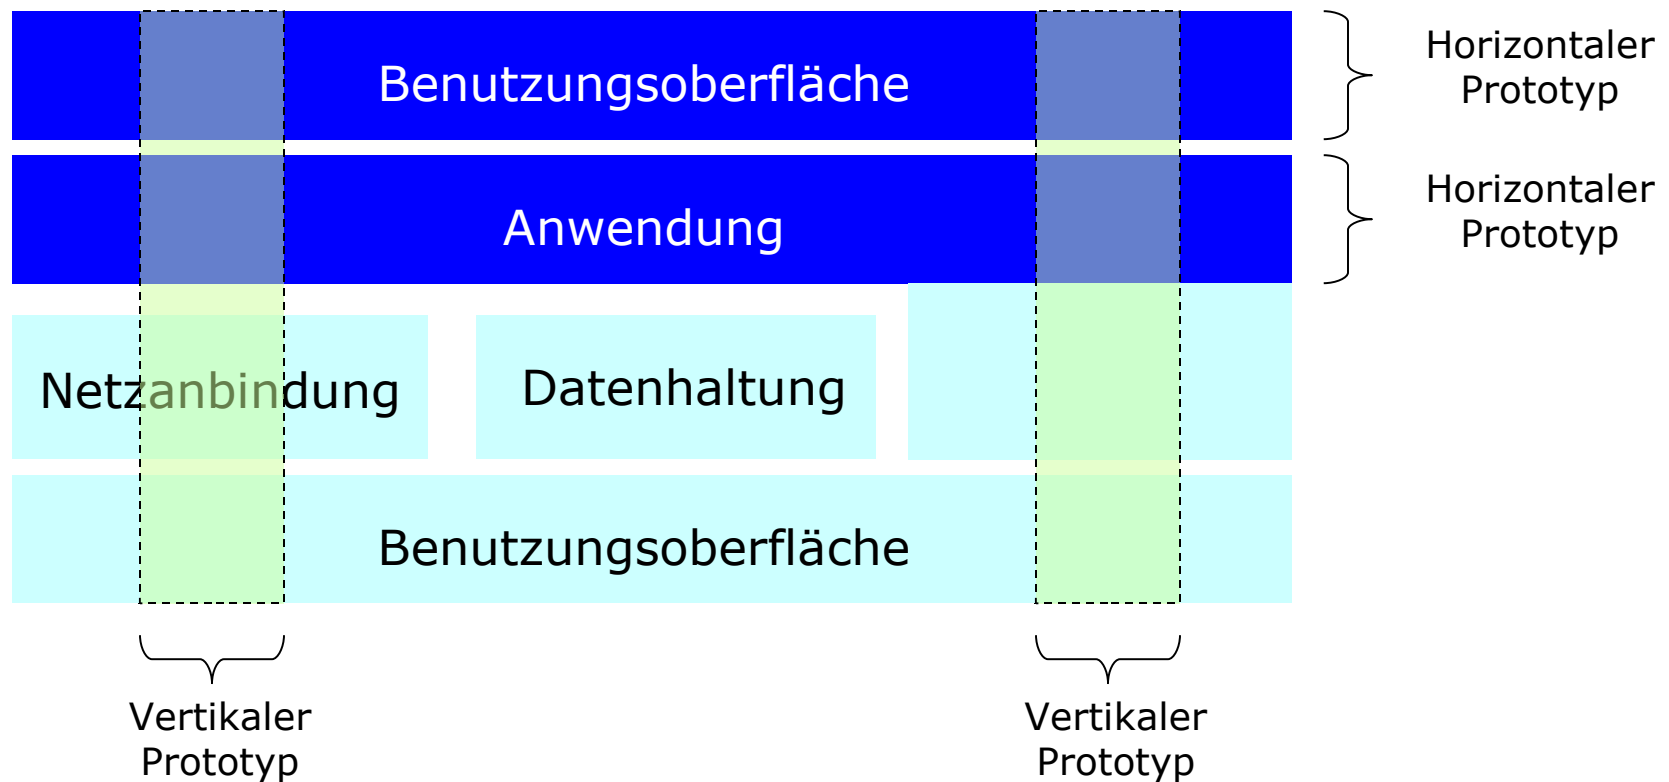 Benutzungsoberfläche
Horizontaler
Prototyp
Anwendung
Horizontaler
Prototyp
Netzanbindung
Datenhaltung
Benutzungsoberfläche
Vertikaler
Prototyp
Vertikaler
Prototyp